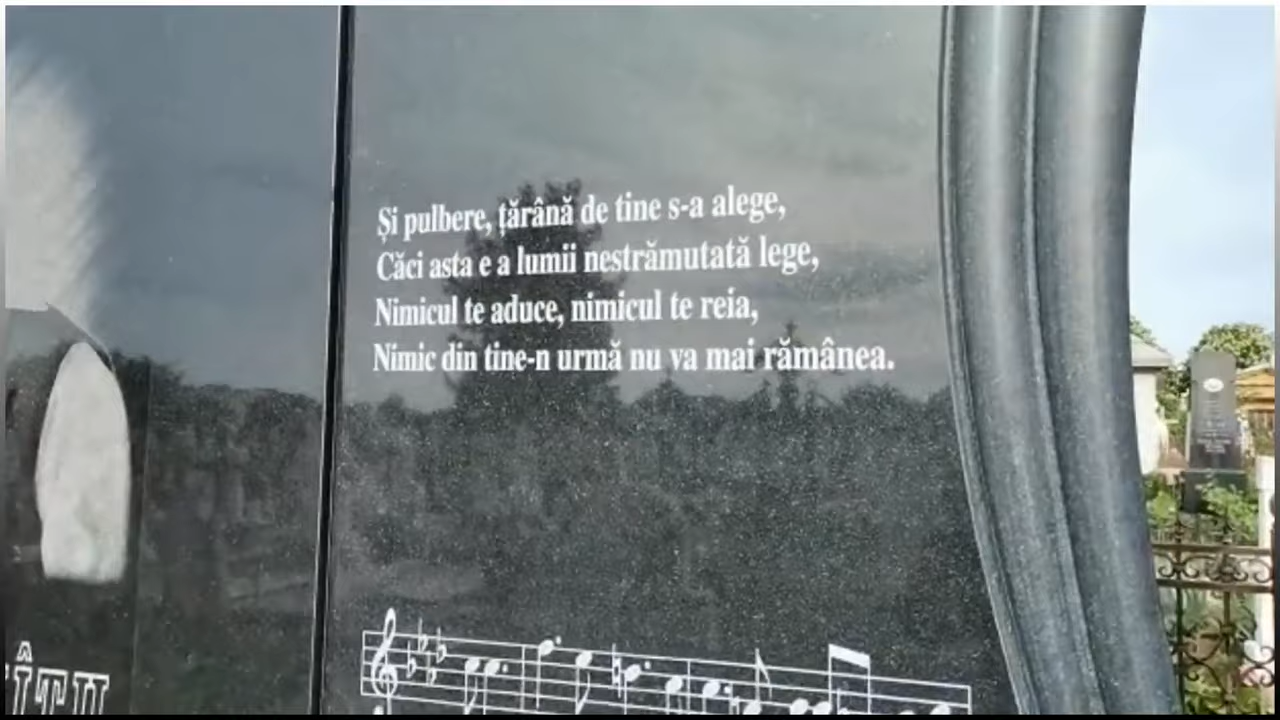 Și pulbere, țărână de tine s-a alege,
Căci asta e a lumii nestrămutată lege,
Nimicul te aduce, nimicul te reia,
Nimic din tine-n urmă nu va mai rămânea.
ÎTU